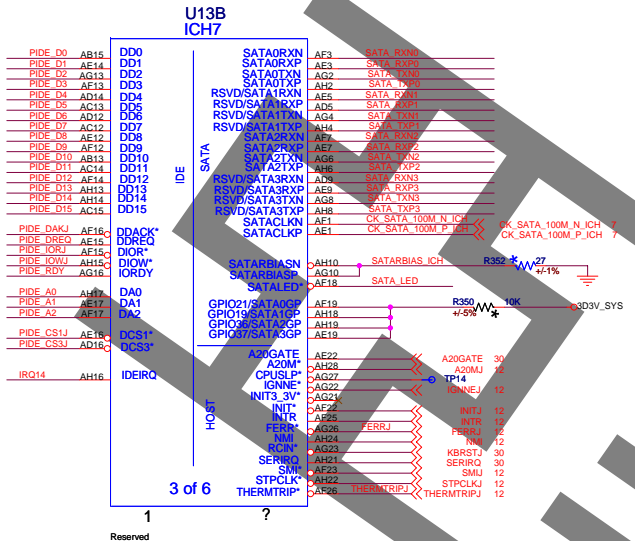 U13B
ICH7
PIDE_D0 AB15 DD0 SATA0RXN AF3 SATA_RXN0
PIDE_D1 AE14 DD1 SATA0RXP AE3 SATA_RXP0
PIDE_D2 AG13 DD2 SATA0TXN AG2 SATA_TXN0
PIDE_D3 AF13 DD3 SATA0TXP AH2 SATA_TXP0
PIDE_D4 AD14 DD4 RSVD/SATA1RXN AE5 SATA_RXN1
PIDE_D5 AC13 DD5 RSVD/SATA1RXP AD5 SATA_RXP1
PIDE_D6 AD12 DD6 RSVD/SATA1TXN AG4 SATA_TXN1
PIDE_D7 AC12 DD7 RSVD/SATA1TXP AH4 SATA_TXP1
PIDE_D8 AE12 DD8 SATA2RXN AF7 SATA_RXN2
PIDE_D9 AF12 DD9 SATA2RXP AE7 SATA_RXP2
PIDE_D10 AB13 DD10 SATA2TXN AG6 SATA_TXN2
PIDE_D11 AC14 DD11 SATA2TXP AH6 SATA_TXP2
PIDE_D12 AF14 DD12 RSVD/SATA3RXN AD9 SATA_RXN3
PIDE_D13 AH13 DD13 RSVD/SATA3RXP AE9 SATA_RXP3
PIDE_D14 AH14 DD14 RSVD/SATA3TXN AG8 SATA_TXN3
PIDE_D15 AC15 DD15 RSVD/SATA3TXP AH8 SATA_TXP3
IDE
SATA
SATACLKN AF1 CK_SATA_100M_N_ICH CK_SATA_100M_N_ICH 7
SATACLKP AE1 CK_SATA_100M_P_ICH CK_SATA_100M_P_ICH 7
PIDE_DAKJ AF16 DDACK*
PIDE_DREQ AE15 DDREQ
PIDE_IORJ AF15 DIOR*
PIDE_IOWJ AH15 DIOW* SATARBIASN AH10 SATARBIAS_ICH R352 * 27
PIDE_RDY AG16 IORDY SATARBIASP AG10 +/-1%
SATALED* AF18 SATA_LED
PIDE_A0 AH17 DA0
PIDE_A1 AE17 DA1 GPIO21/SATA0GP AF19 R350 10K 3D3V_SYS
PIDE_A2 AF17 DA2 GPIO19/SATA1GP AH18 +/-5% *
GPIO36/SATA2GP AH19
PIDE_CS1J AE16 DCS1* GPIO37/SATA3GP AE19
PIDE_CS3J AD16 DCS3*
A20GATE AE22 A20GATE 30
A20M* AH28 A20MJ 12
IRQ14 AH16 IDEIRQ CPUSLP* AG27 TP14
IGNNE* AG22 IGNNEJ 12
INIT3_3V* AG21
INIT* AF22 INITJ 12
INTR AF25 INTR 12
HOST
FERR* AG26 FERRJ FERRJ 12
NMI AH24 NMI 12
RCIN* AG23 KBRSTJ 30
SERIRQ AH21 SERIRQ 30
SMI* AF23 SMIJ 12
STPCLK* AH22 STPCLKJ 12
THERMTRIP* AF26 THERMTRIPJ THERMTRIPJ 12
3 of 6
1 ?
Reserved